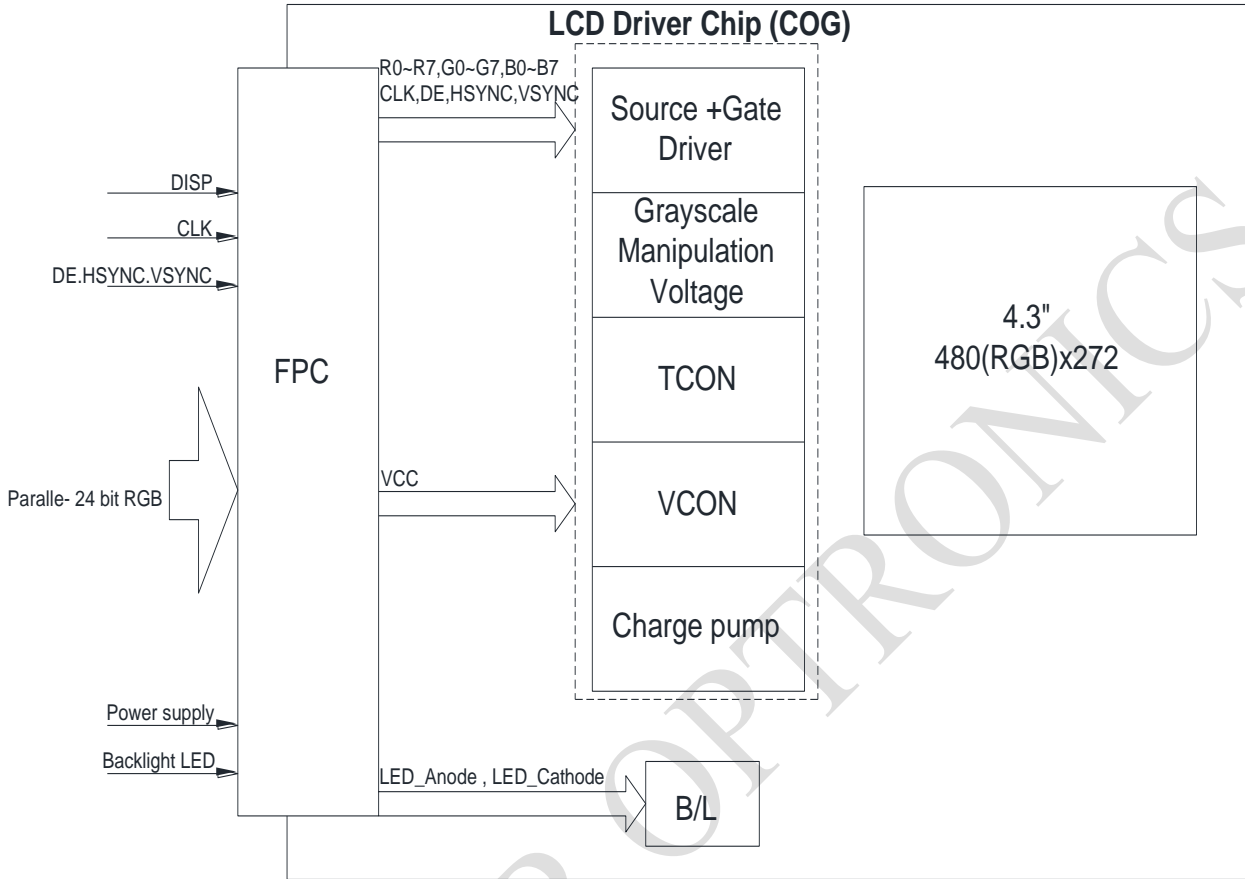 LCD Driver Chip (COG)
R0~R7,G0~G7,B0~B7
CLK,DE,HSYNC,VSYNC
Source +Gate
Driver
DISP
CLK
DE.HSYNC.VSYNC
Grayscale
Manipulation
Voltage
4.3"
480(RGB)x272
FPC
TCON
Paralle- 24 bit RGB
VCC
VCON
Charge pump
Power supply
Backlight LED
LED_Anode , LED_Cathode
B/L
OPTRONICS